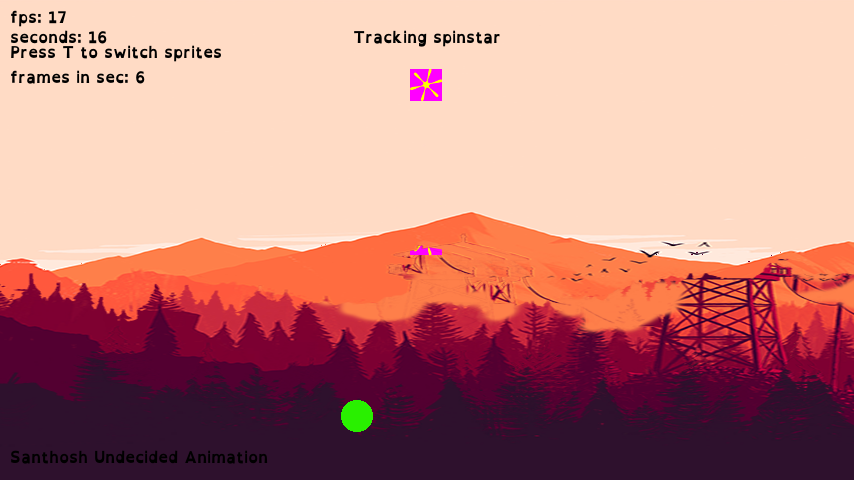 fps: 17
seconds: 16
Press T to switch sprites
frames in sec: 6
Tracking spinstar
Santhosh Undecided Animation